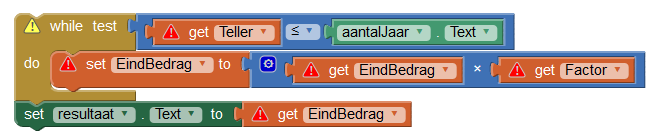 while test get Teller ≤ aantalJaar . Text
do set EindBedrag to get EindBedrag × get Factor
set resultaat . Text to get EindBedrag